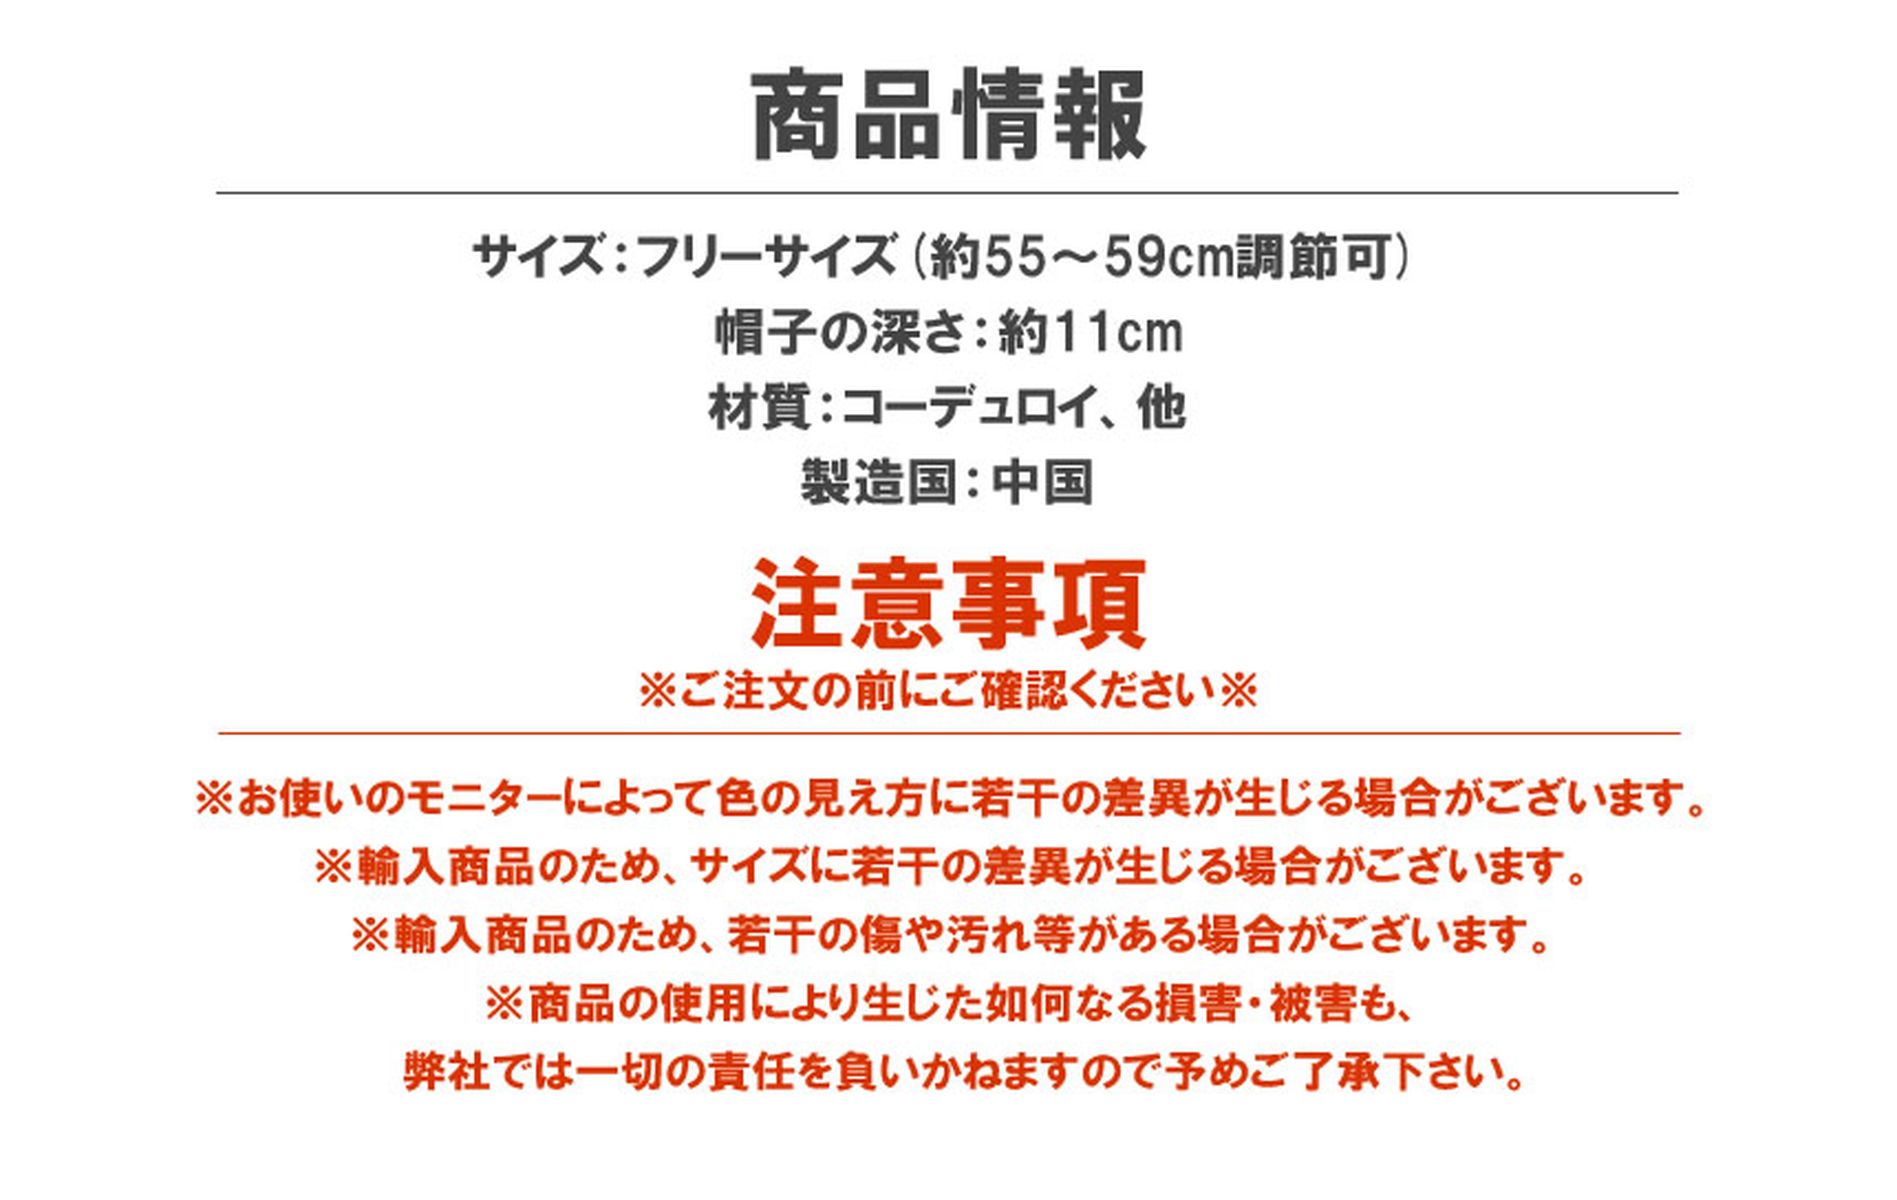 商品情報
サイズ：フリーサイズ（約55～59cm調節可）
帽子の深さ：約11cm
材質：コーデュロイ、他
製造国：中国
注意事項
※ご注文の前にご確認ください※
※お使いのモニターによって色の見え方に若干の差異が生じる場合がございます。
※輸入商品のため、サイズに若干の差異が生じる場合がございます。
※輸入商品のため、若干の傷や汚れ等がある場合がございます。
※商品の使用により生じた如何なる損害・被害も、
弊社では一切の責任を負いかねますので予めご了承下さい。